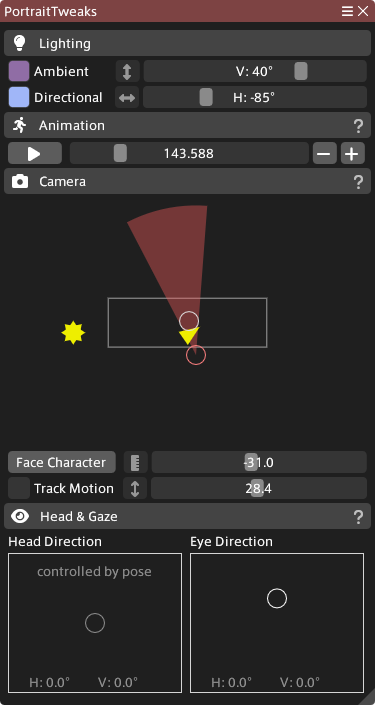 PortraitTweaks
Lighting
Ambient V: 40°
Directional H: -85°
Animation ?
143.588
Camera ?
Face Character -31.0
Track Motion 28.4
Head & Gaze ?
Head Direction Eye Direction
controlled by pose
H: 0.0° V: 0.0° H: 0.0° V: 0.0°